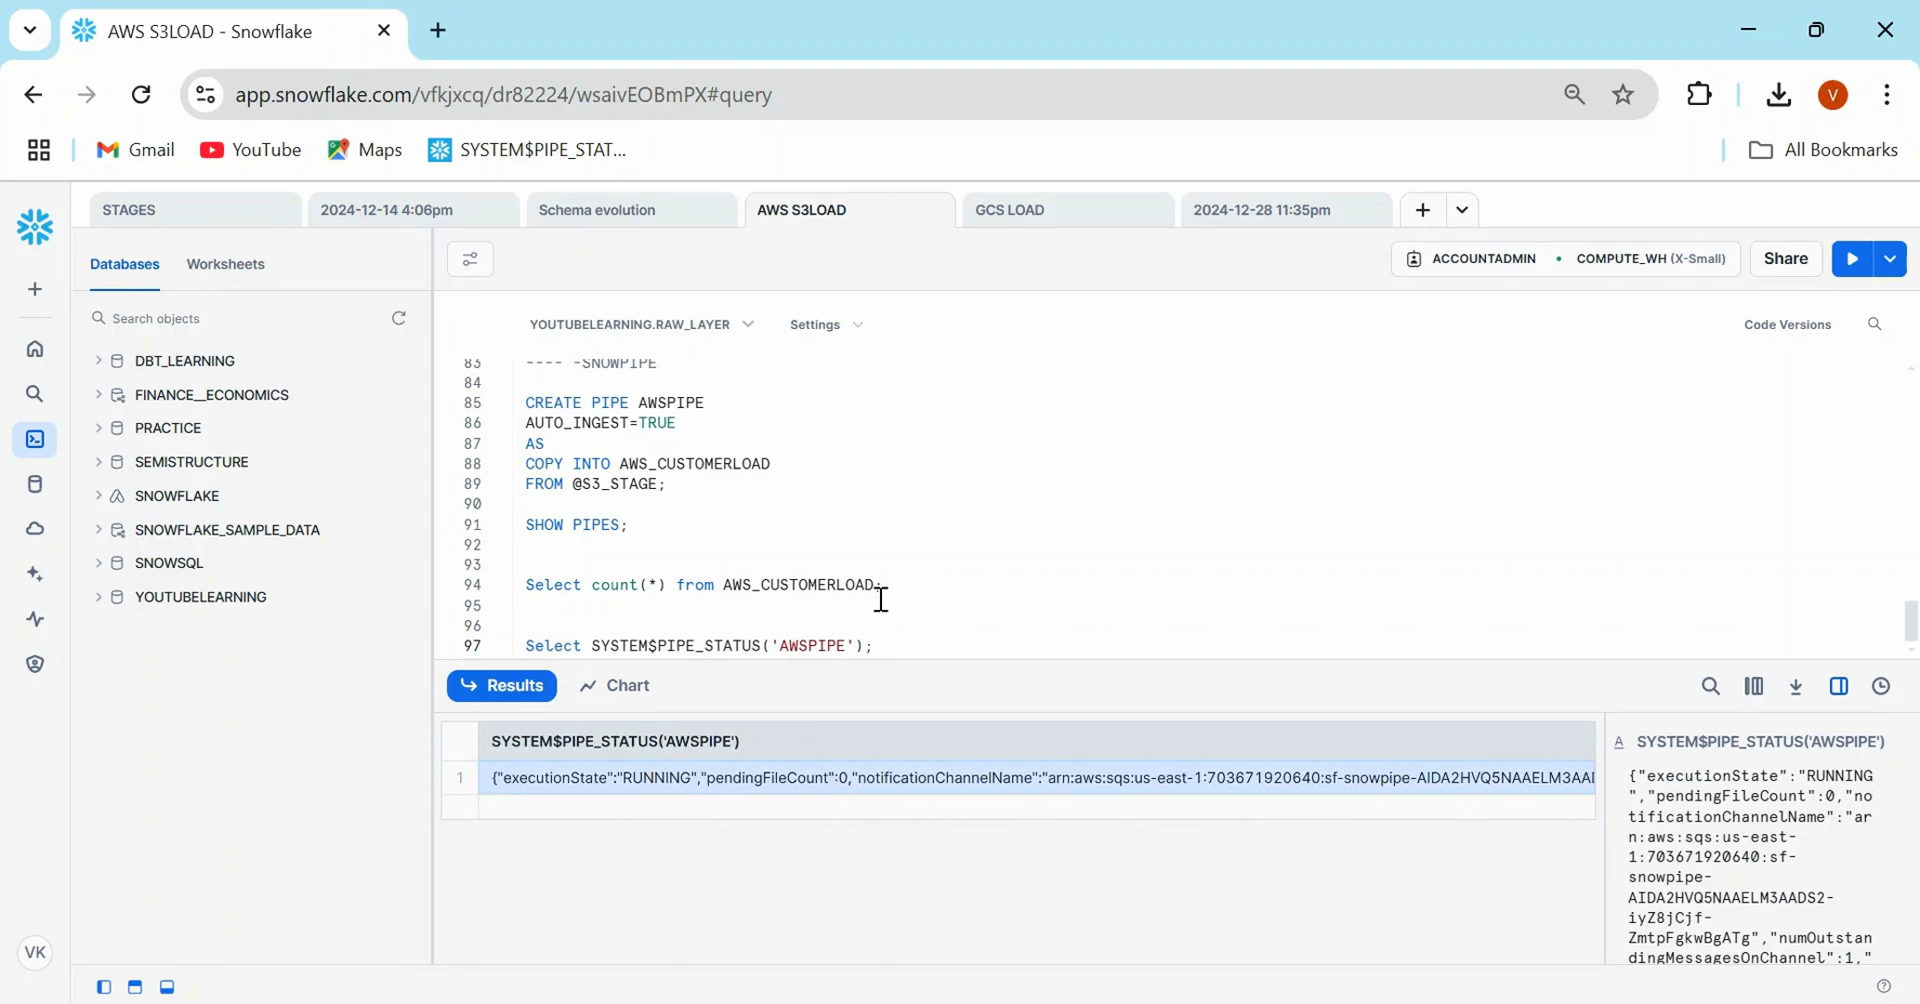 AWS S3LOAD - Snowflake
app.snowflake.com/vfkjxcq/dr82224/wsaivEOBmPX#query
V
Gmail
YouTube
Maps
SYSTEM$PIPE_STAT...
All Bookmarks
STAGES
2024-12-14 4:06pm
Schema evolution
AWS S3LOAD
GCS LOAD
2024-12-28 11:35pm
Databases
Worksheets
ACCOUNTADMIN • COMPUTE_WH (X-Small)
Share
Search objects
YOUTUBELEARNING.RAW_LAYER
Settings
Code Versions
DBT_LEARNING
FINANCE__ECONOMICS
PRACTICE
SEMISTRUCTURE
SNOWFLAKE
SNOWFLAKE_SAMPLE_DATA
SNOWSQL
YOUTUBELEARNING
83 ---- -SNOWPIPE
84
85 CREATE PIPE AWSPIPE
86 AUTO_INGEST=TRUE
87 AS
88 COPY INTO AWS_CUSTOMERLOAD
89 FROM @S3_STAGE;
90
91 SHOW PIPES;
92
93
94 Select count(*) from AWS_CUSTOMERLOAD;
95
96
97 Select SYSTEM$PIPE_STATUS('AWSPIPE');
Results
Chart
SYSTEM$PIPE_STATUS('AWSPIPE')
1 {"executionState":"RUNNING","pendingFileCount":0,"notificationChannelName":"arn:aws:sqs:us-east-1:703671920640:sf-snowpipe-AIDA2HVQ5NAAELM3AAD
A SYSTEM$PIPE_STATUS('AWSPIPE')
{"executionState":"RUNNING
","pendingFileCount":0,"no
tificationChannelName":"ar
n:aws:sqs:us-east-
1:703671920640:sf-
snowpipe-
AIDA2HVQ5NAAELM3AADS2-
iyZ8jCjf-
ZmtpFgkwBgATg","numOutstan
dingMessagesOnChannel":1,"
VK